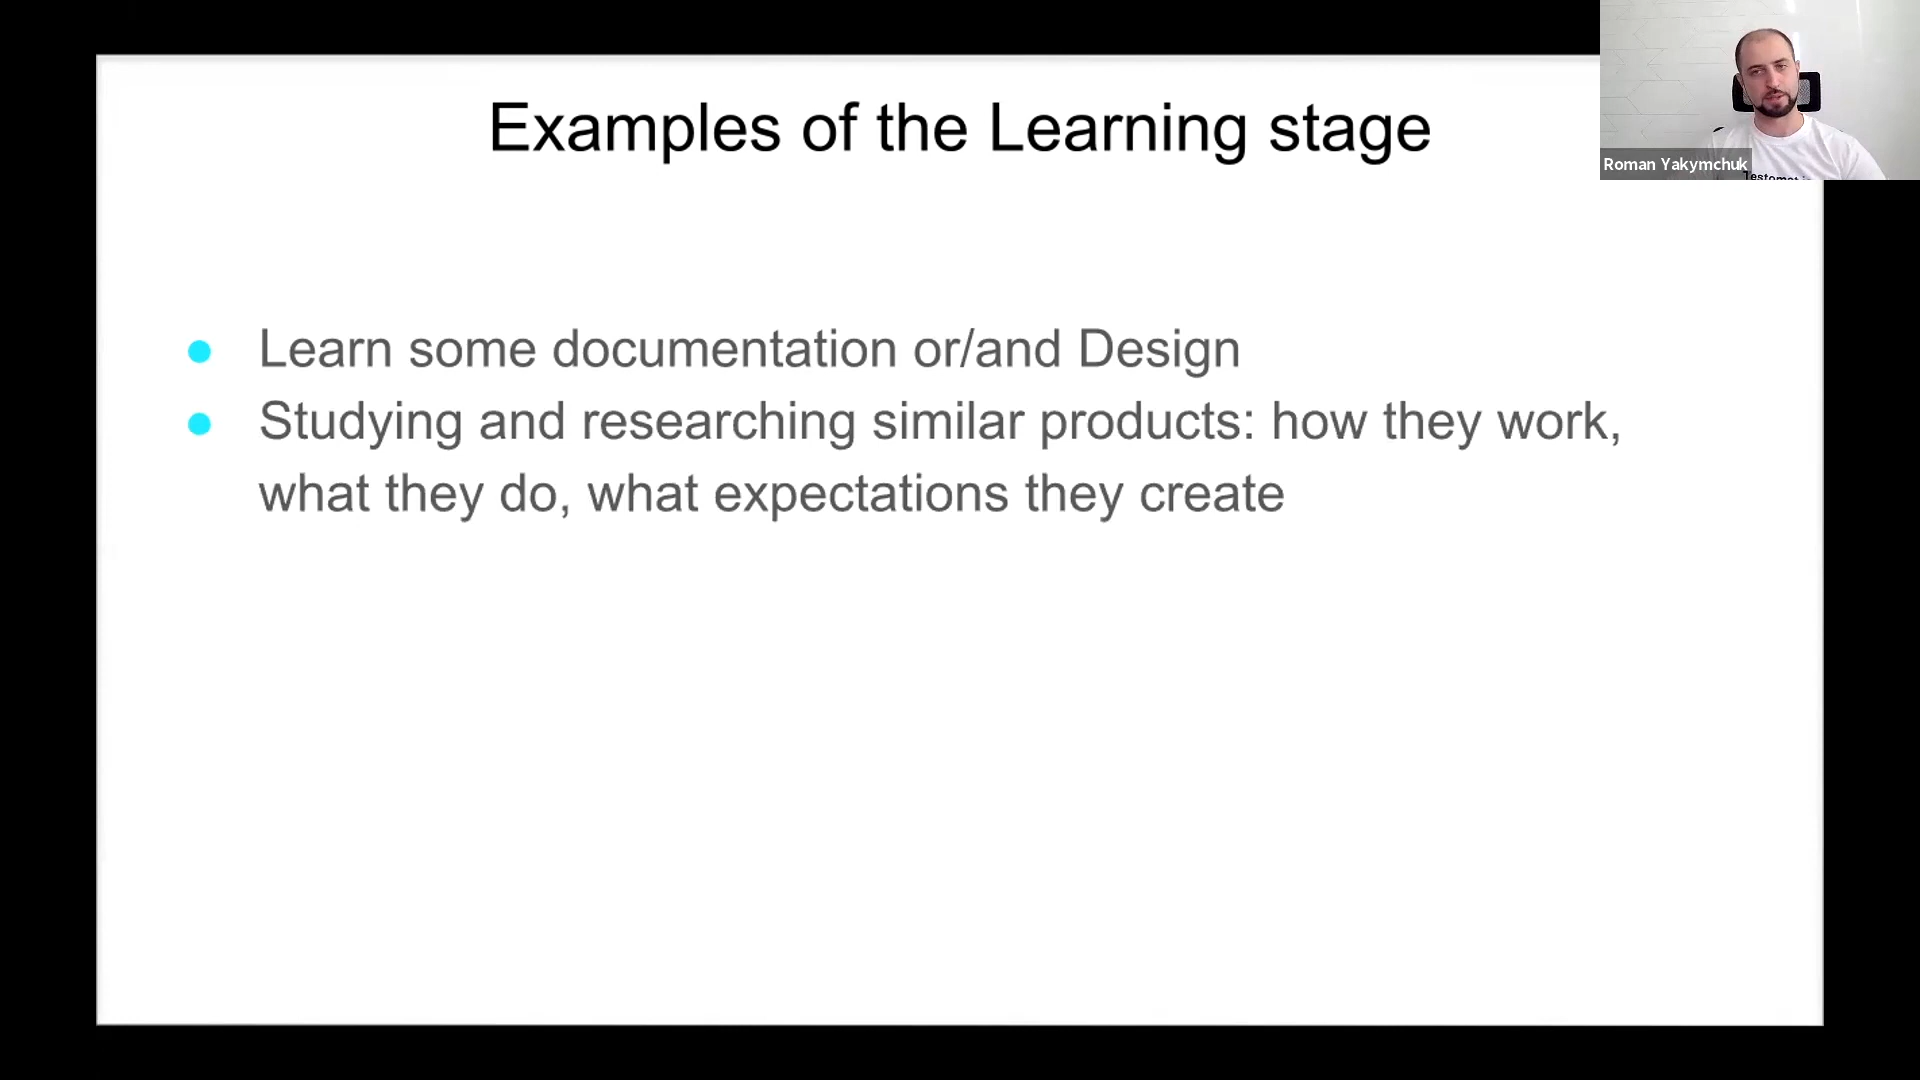 Examples of the Learning stage
Roman Yakymchuk
● Learn some documentation or/and Design
● Studying and researching similar products: how they work,
what they do, what expectations they create